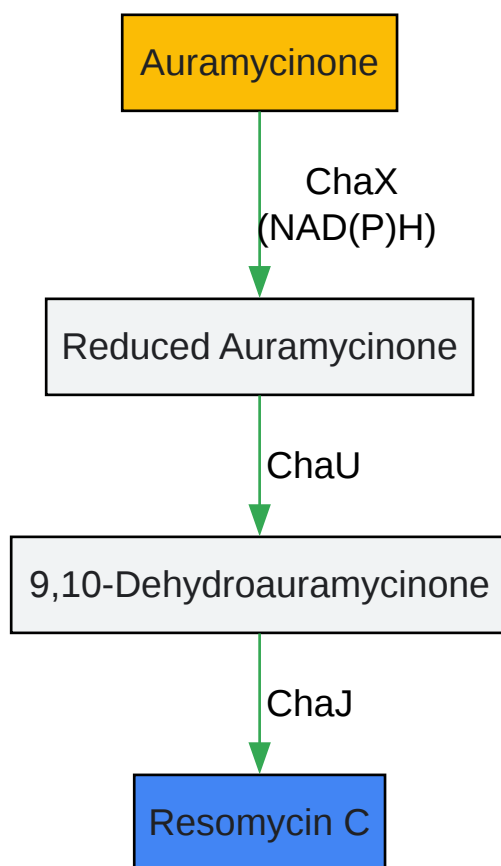 Auramycinone
ChaX
(NAD(P)H)
Reduced Auramycinone
ChaU
9,10-Dehydroauramycinone
ChaJ
Resomycin C